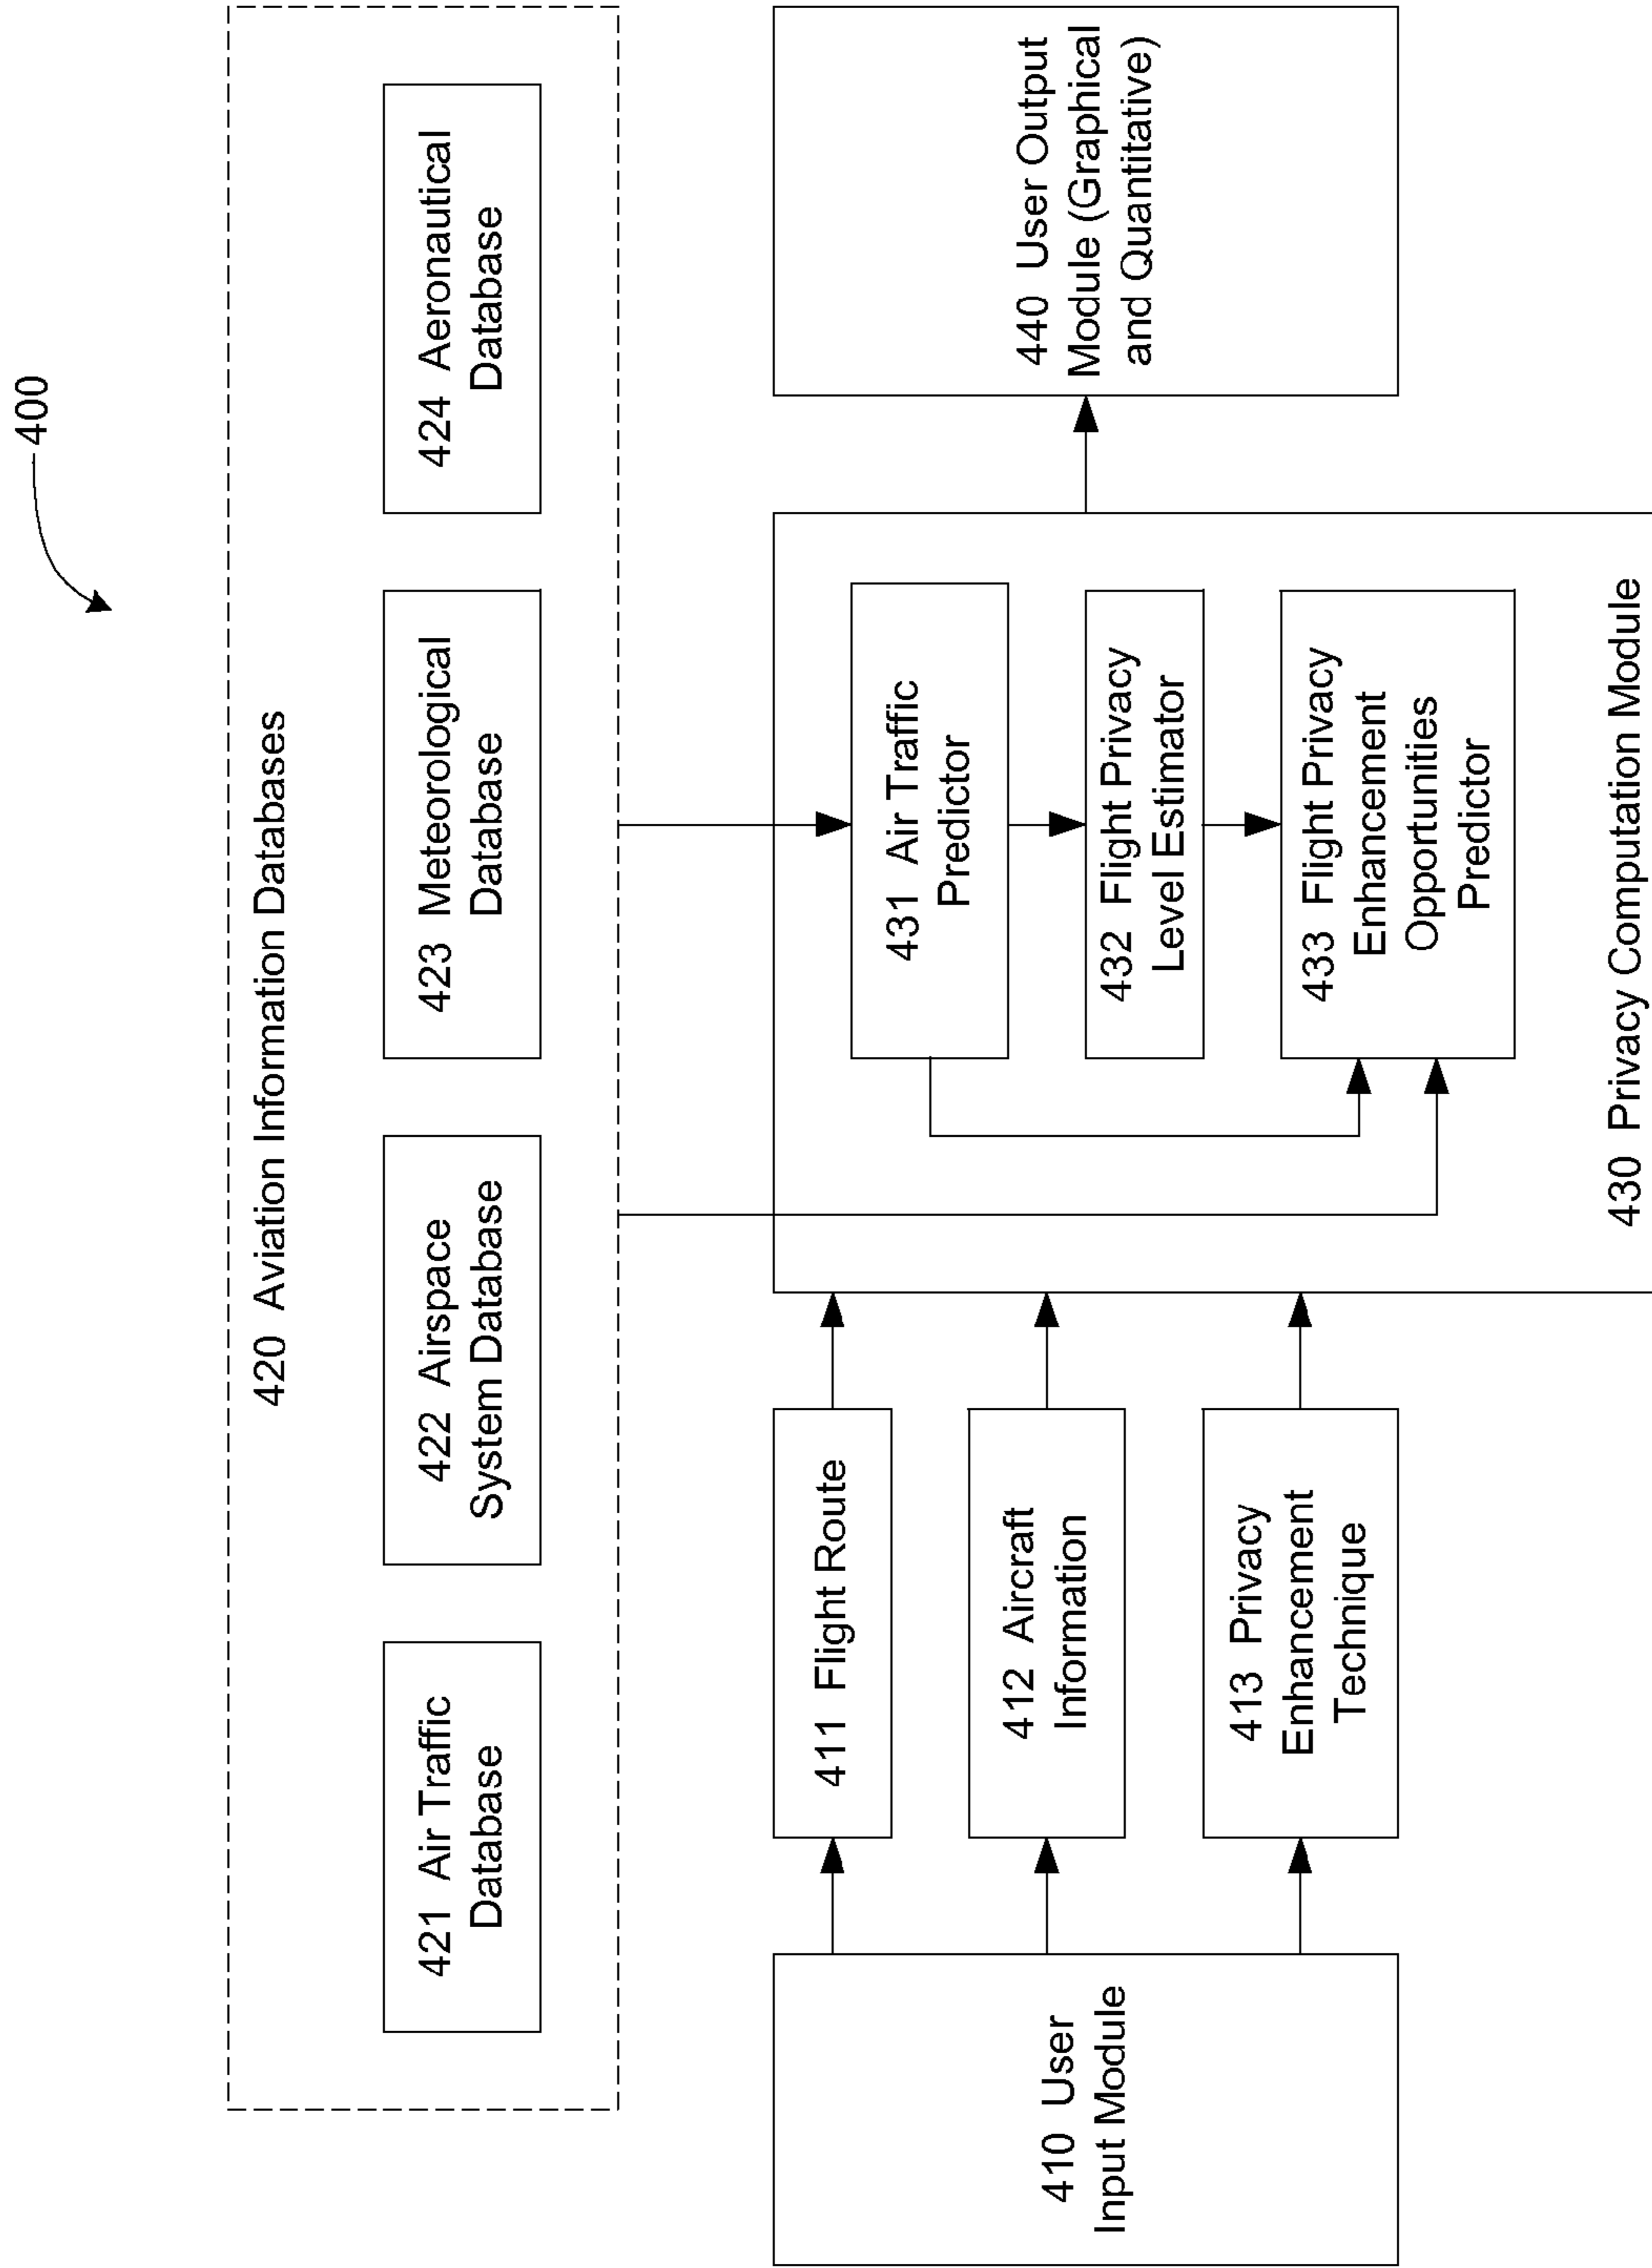 400
420 Aviation Information Databases
421 Air Traffic
Database
422 Airspace
System Database
423 Meteorological
Database
424 Aeronautical
Database
410 User
Input Module
411 Flight Route
412 Aircraft
Information
413 Privacy
Enhancement
Technique
431 Air Traffic
Predictor
432 Flight Privacy
Level Estimator
433 Flight Privacy
Enhancement
Opportunities
Predictor
430 Privacy Computation Module
440 User Output
Module (Graphical
and Quantitative)